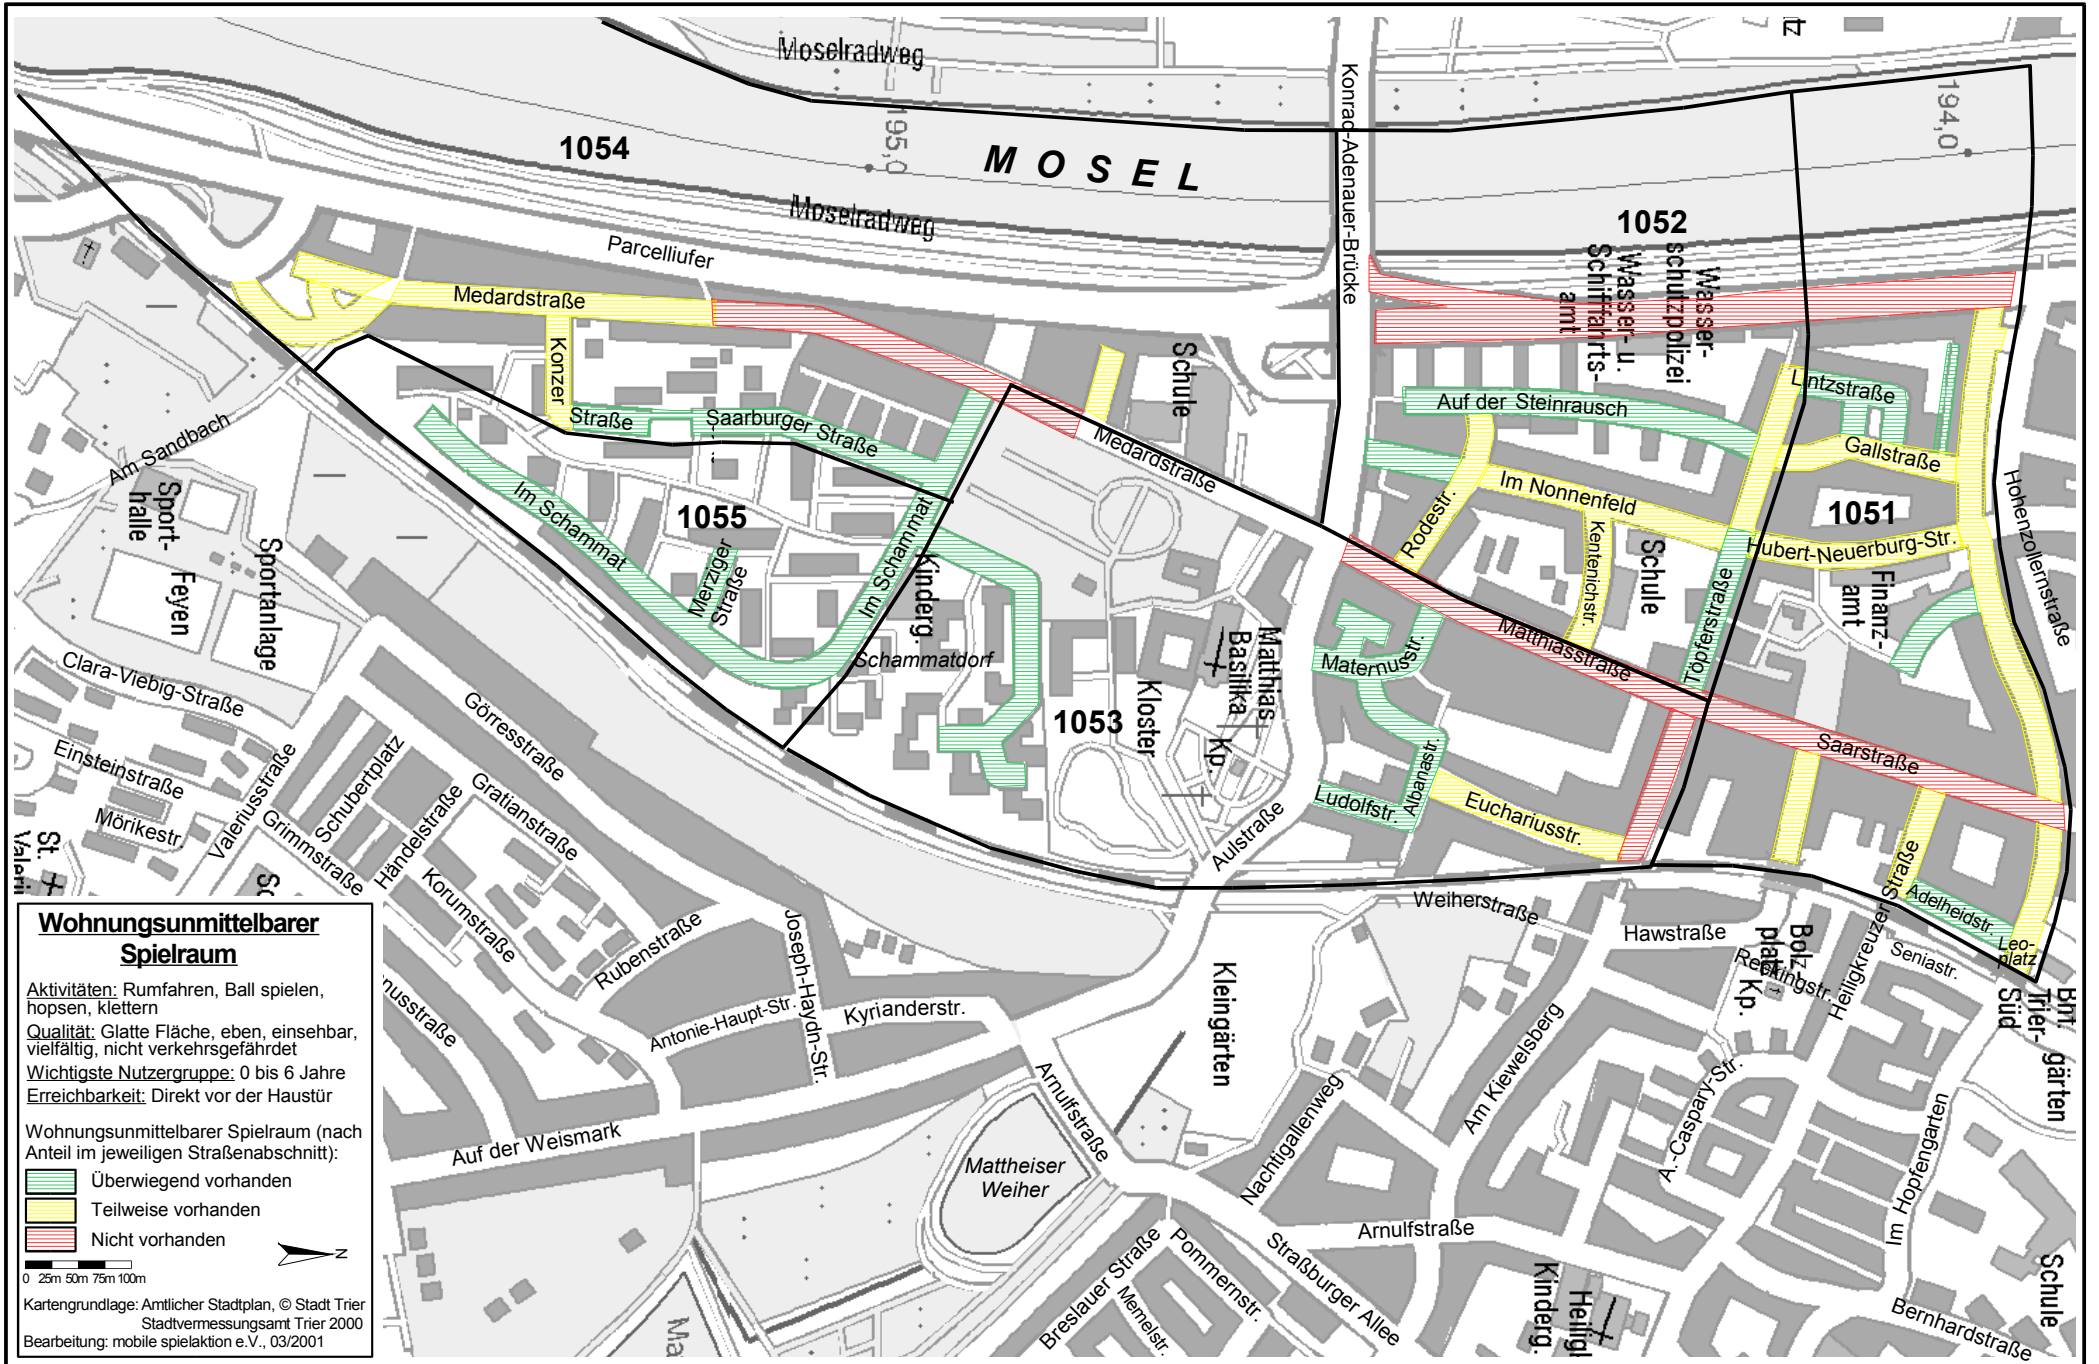 Moselradweg
195,0
194,0
1054
MOSEL
Moselradweg
Konrad-Adenauer-Brücke
1052
Wasser-
schutzpolizei
Wasser- u.
Schifffahrts-
amt
Parcelliufer
Medardstraße
Konzer
Straße
Saarburger Straße
Schule
Medardstraße
Auf der Steinrausch
Lintzstraße
Gallstraße
Im Nonnenfeld
1051
Rodestr.
Kentenichstr.
Schule
Hubert-Neuerburg-Str.
Hohenzollernstraße
Finanz-
amt
Töpferstraße
Am Sandbach
Sport-
halle
Feyen
Sportanlage
Im Schammat
1055
Merziger
Straße
Im Schammat
Kinderg.
Schammatdorf
1053
Kloster
Matthias
Basilika
Kp.
Maternusstr.
Matthiasstraße
Albanastr.
Ludolfstr.
Euchariusstr.
Saarstraße
Aulstraße
Clara-Viebig-Straße
Einsteinstraße
Mörikestr.
Valeriusstraße
Görresstraße
Schubertplatz
Händelstraße
Gratianstraße
Grimmstraße
Korumstraße
St.
Rubenstraße
Joseph-Haydn-Str.
Antonie-Haupt-Str.
Kyrianderstr.
Auf der Weismark
Arnulfstraße
Mattheiser
Weiher
Kleingärten
Weiherstraße
Hawstraße
Reckingstr.
Bolz
platz
Kp.
Heiligkreuzer Straße
Adelheidstr.
Leo-
platz
Seniastr.
Bhf.
Trier-
Süd
gärten
Am Kiewelsberg
Nachtigallenweg
A.-Caspary-Str.
Im Hopfengarten
Arnulfstraße
Straßburger Allee
Breslauer Straße
Pommernstr.
Memelstr.
Kinderg.
Bernhardstraße
Schule
Wohnungsunmittelbarer
Spielraum
Aktivitäten: Rumfahren, Ball spielen,
hopsen, klettern
Qualität: Glatte Fläche, eben, einsehbar,
vielfältig, nicht verkehrsgefährdet
Wichtigste Nutzergruppe: 0 bis 6 Jahre
Erreichbarkeit: Direkt vor der Haustür
Wohnungsunmittelbarer Spielraum (nach
Anteil im jeweiligen Straßenabschnitt):
Überwiegend vorhanden
Teilweise vorhanden
Nicht vorhanden
N
0 25m 50m 75m 100m
Kartengrundlage: Amtlicher Stadtplan, © Stadt Trier
Stadtvermessungsamt Trier 2000
Bearbeitung: mobile spielaktion e.V., 03/2001